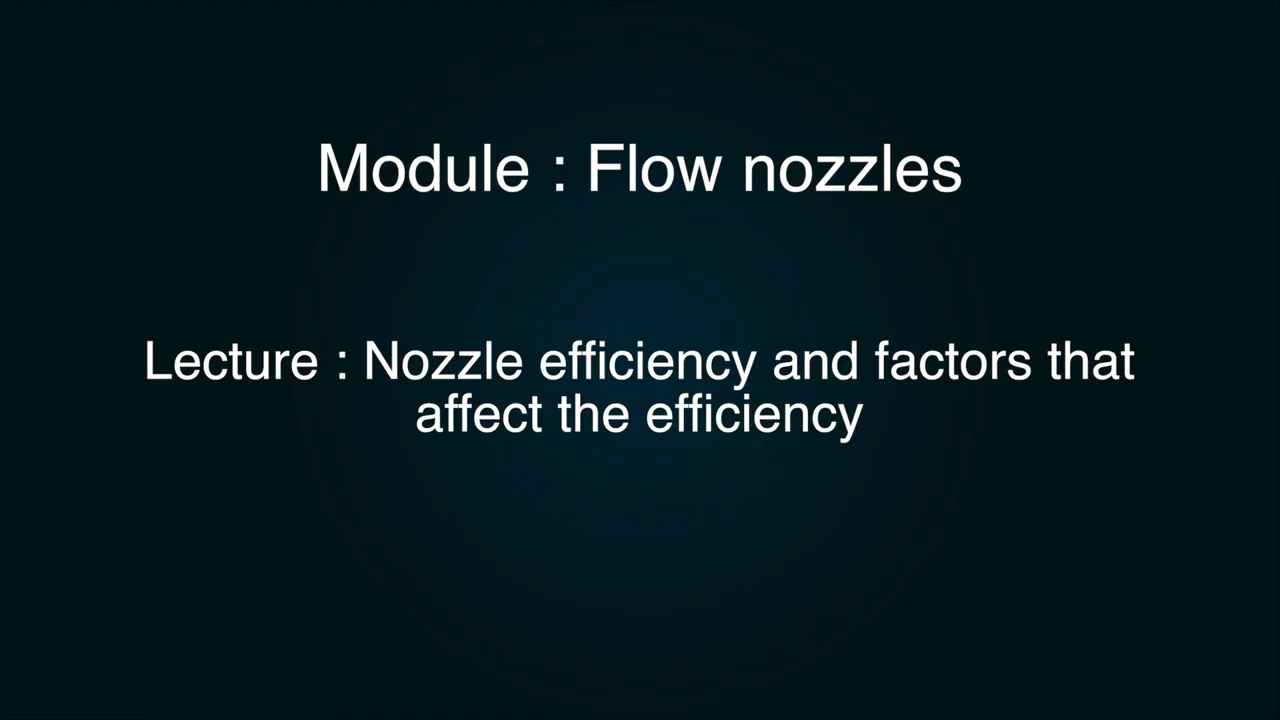 Module : Flow nozzles
Lecture : Nozzle efficiency and factors that
affect the efficiency